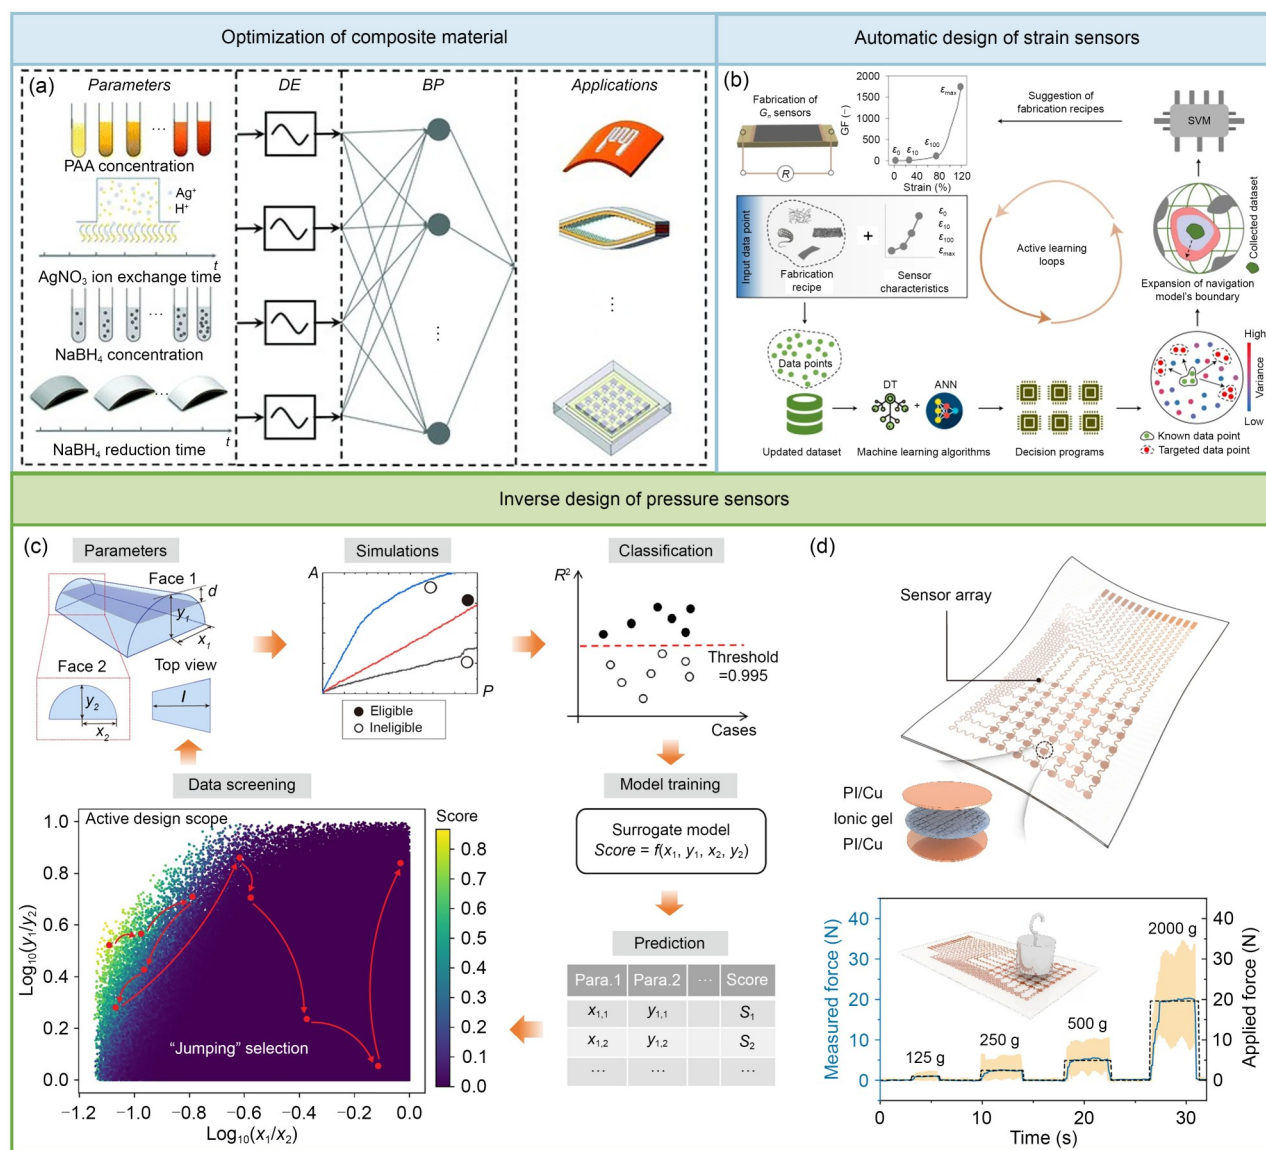 Optimization of composite material
Automatic design of strain sensors
(a)
Parameters
DE
BP
Applications
PAA concentration
Ag⁺
H⁺
t
AgNO₃ ion exchange time
NaBH₄ concentration
t
NaBH₄ reduction time
(b)
Fabrication of
Gₙ sensors
R
GF (–)
2000
1500
1000
500
0
ε₀
ε₁₀
ε₁₀₀
εₘₐₓ
0 40 80 120
Strain (%)
Suggestion of
fabrication recipes
SVM
Input data point
Fabrication
recipe
+
ε₀
ε₁₀
ε₁₀₀
εₘₐₓ
Sensor
characteristics
Active learning
loops
Collected dataset
Expansion of navigation
model's boundary
Data points
Updated dataset
DT
+
ANN
Machine learning algorithms
Decision programs
High
Variance
Low
Known data point
Targeted data point
Inverse design of pressure sensors
(c)
Parameters
Face 1
d
y₁
x₁
Face 2
y₂
x₂
Top view
l
Simulations
A
P
Eligible
Ineligible
Classification
R²
Threshold
=0.995
Cases
Data screening
Active design scope
Log₁₀(y₁/y₂)
1.0
0.8
0.6
0.4
0.2
0.0
"Jumping" selection
−1.2 −1.0 −0.8 −0.6 −0.4 −0.2 0.0
Log₁₀(x₁/x₂)
Score
0.8
0.7
0.6
0.5
0.4
0.3
0.2
0.1
0.0
Model training
Surrogate model
Score = f(x₁, y₁, x₂, y₂)
Prediction
Para.1 Para.2 ··· Score
x₁,₁ y₁,₁ S₁
x₁,₂ y₁,₂ S₂
··· ··· ···
(d)
Sensor array
PI/Cu
Ionic gel
PI/Cu
Measured force (N)
40
30
20
10
0
125 g
250 g
500 g
2000 g
40
30
20
10
0
Applied force (N)
0 10 20 30
Time (s)